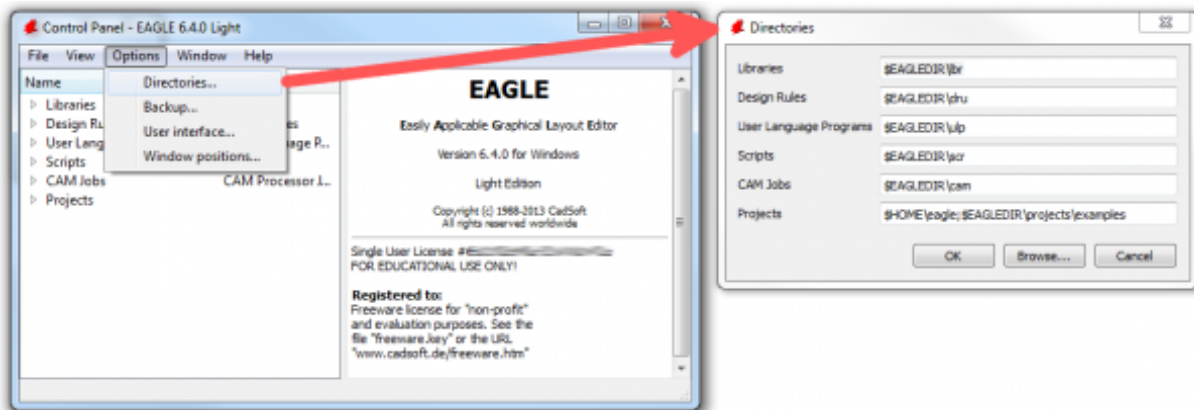 Control Panel - EAGLE 6.4.0 Light
File View Options Window Help
Name
Directories...
Backup...
User interface...
Window positions...
Libraries
Design Ru
es
User Lang
age P...
Scripts
CAM Jobs
CAM Processor J...
Projects
EAGLE
Easily Applicable Graphical Layout Editor
Version 6.4.0 for Windows
Light Edition
Copyright (c) 1988-2013 CadSoft
All rights reserved worldwide
Single User License #
FOR EDUCATIONAL USE ONLY!
Registered to:
Freeware license for "non-profit"
and evaluation purposes. See the
file "freeware.key" or the URL
"www.cadsoft.de/freeware.htm"
Directories
Libraries $EAGLEDIR\lbr
Design Rules $EAGLEDIR\dru
User Language Programs $EAGLEDIR\ulp
Scripts $EAGLEDIR\scr
CAM Jobs $EAGLEDIR\cam
Projects $HOME\eagle;$EAGLEDIR\projects\examples
OK Browse... Cancel